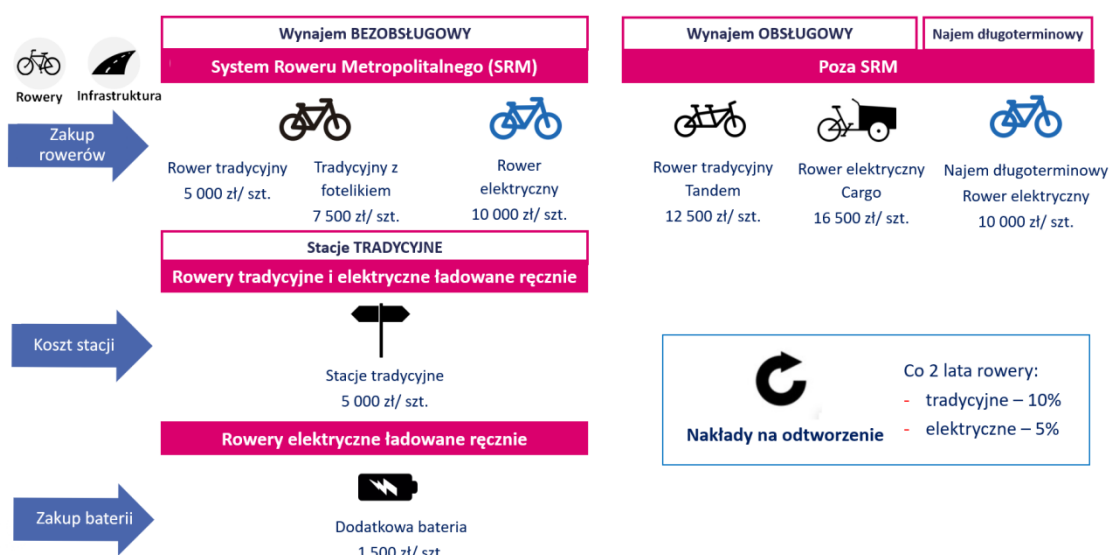 Wynajem BEZOBSŁUGOWY
System Roweru Metropolitalnego (SRM)
Wynajem OBSŁUGOWY
Najem długoterminowy
Poza SRM
Rowery
Infrastruktura
Zakup
rowerów
Rower tradycyjny
5 000 zł/ szt.
Tradycyjny z
fotelikiem
7 500 zł/ szt.
Rower
elektryczny
10 000 zł/ szt.
Rower tradycyjny
Tandem
12 500 zł/ szt.
Rower elektryczny
Cargo
16 500 zł/ szt.
Najem długoterminowy
Rower elektryczny
10 000 zł/ szt.
Stacje TRADYCYJNE
Rowery tradycyjne i elektryczne ładowane ręcznie
Koszt stacji
Stacje tradycyjne
5 000 zł/ szt.
Nakłady na odtworzenie
Co 2 lata rowery:
- tradycyjne – 10%
- elektryczne – 5%
Rowery elektryczne ładowane ręcznie
Zakup baterii
Dodatkowa bateria
1 500 zł/ szt.